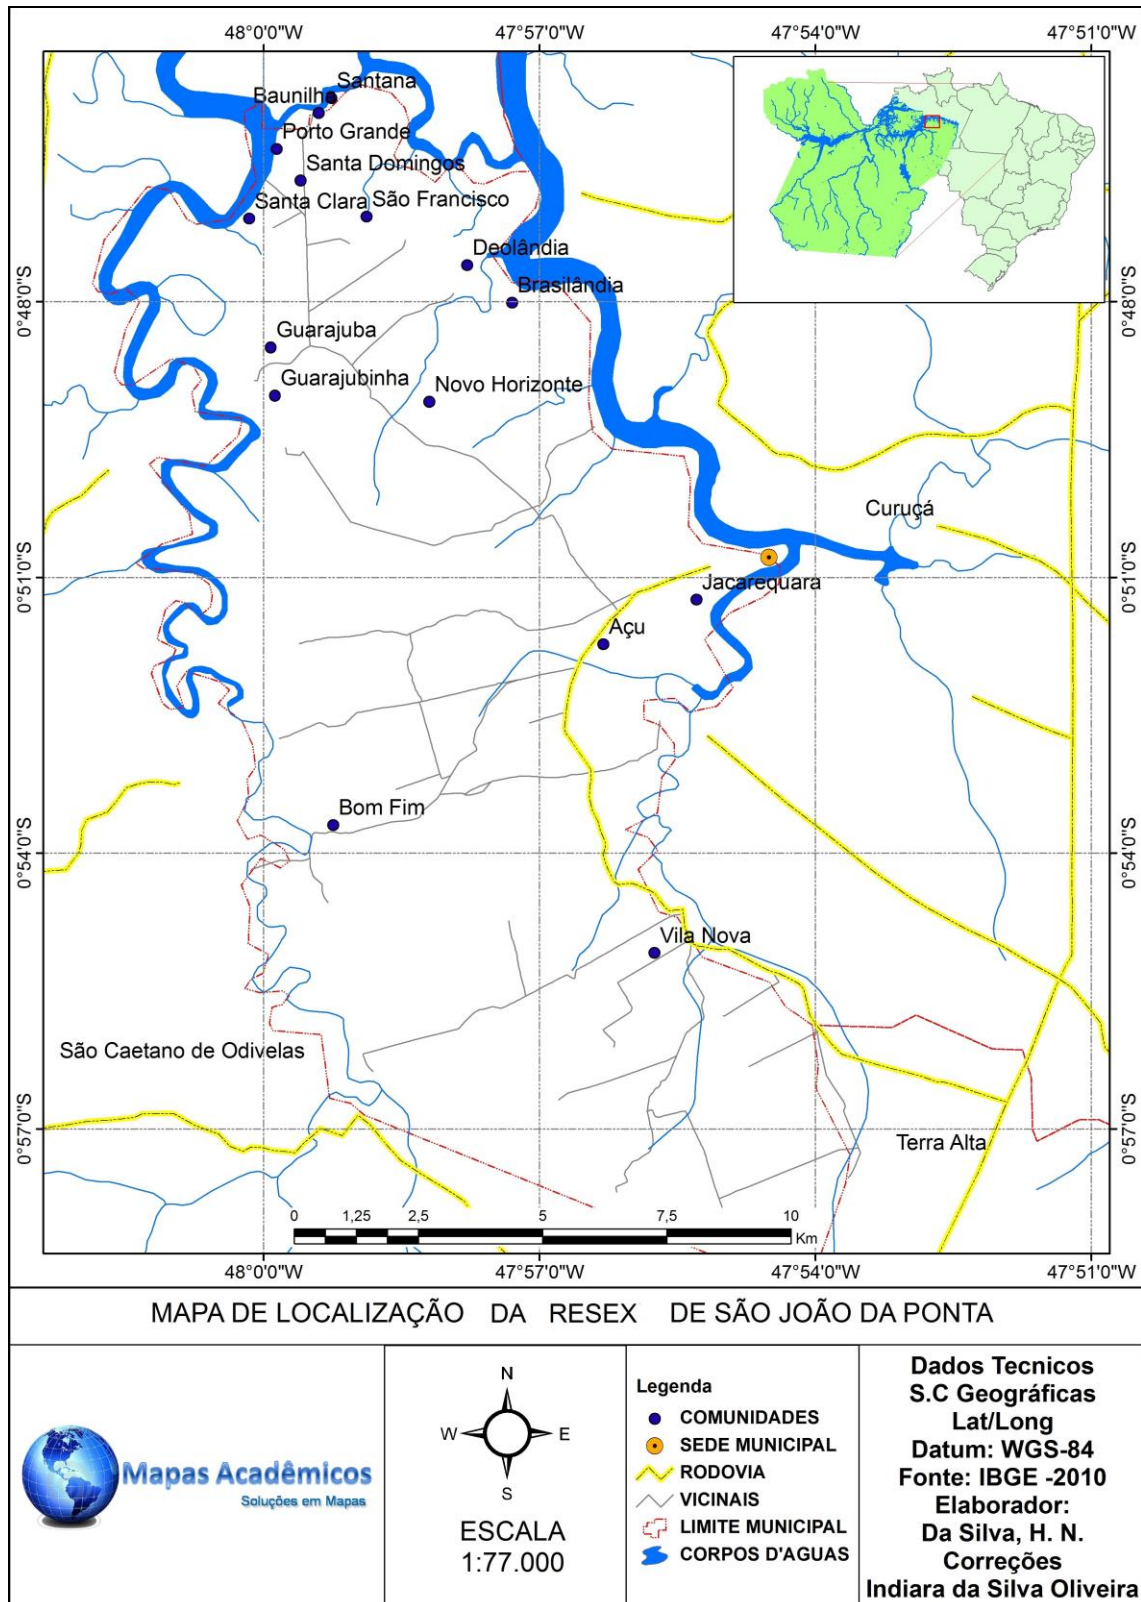 48°0'0"W 47°57'0"W 47°54'0"W 47°51'0"W
Santana
Baunilha
Porto Grande
Santa Domingos
Santa Clara
São Francisco
Deolândia
Brasilândia
0°48'0"S
0°48'0"S
Guarajuba
Guarajubinha
Novo Horizonte
Curuçá
0°51'0"S
0°51'0"S
Jacarequara
Açu
Bom Fim
0°54'0"S
0°54'0"S
Vila Nova
São Caetano de Odivelas
0°57'0"S
0°57'0"S
Terra Alta
0 1,25 2,5 5 7,5 10
Km
48°0'0"W 47°57'0"W 47°54'0"W 47°51'0"W
MAPA DE LOCALIZAÇÃO DA RESEX DE SÃO JOÃO DA PONTA
Mapas Acadêmicos
Soluções em Mapas
N
W E
S
ESCALA
1:77.000
Legenda
COMUNIDADES
SEDE MUNICIPAL
RODOVIA
VICINAIS
LIMITE MUNICIPAL
CORPOS D'AGUAS
Dados Tecnicos
S.C Geográficas
Lat/Long
Datum: WGS-84
Fonte: IBGE -2010
Elaborador:
Da Silva, H. N.
Correções
Indiara da Silva Oliveira